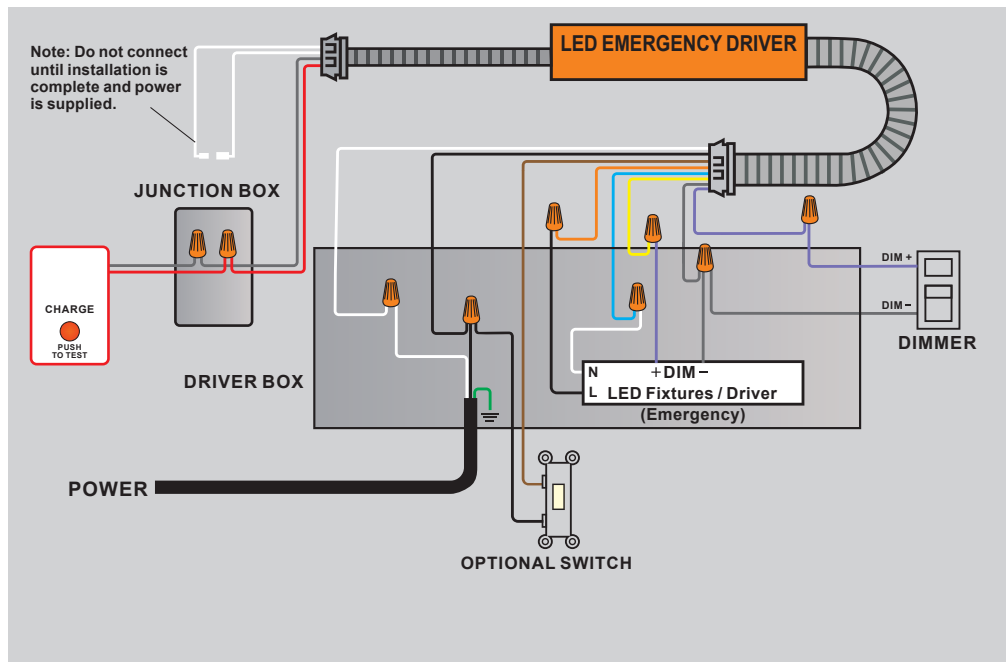 LED EMERGENCY DRIVER
Note: Do not connect
until installation is
complete and power
is supplied.
JUNCTION BOX
CHARGE
PUSH
TO TEST
DIM +
DIM −
DIMMER
DRIVER BOX
N +DIM −
L LED Fixtures / Driver
(Emergency)
POWER
OPTIONAL SWITCH